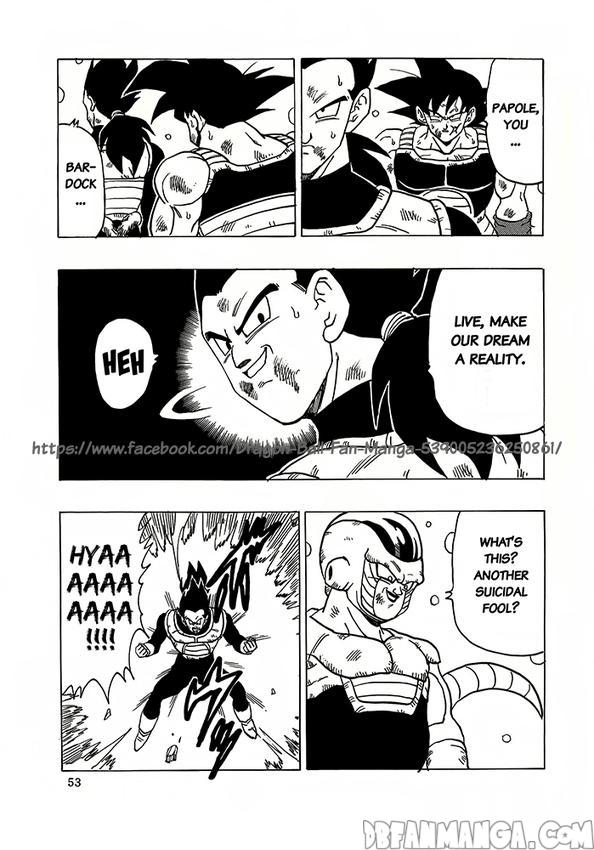 PAPOLE,
YOU
...
BAR-
DOCK
...
LIVE, MAKE
OUR DREAM
A REALITY.
HEH
https://www.facebook.com/Dragon-Ball-Fan-Manga-539005236250861/
WHAT'S
THIS?
ANOTHER
SUICIDAL
FOOL?
HYAA
AAAA
AAAA
!!!!
53
DBFANMANGA.COM